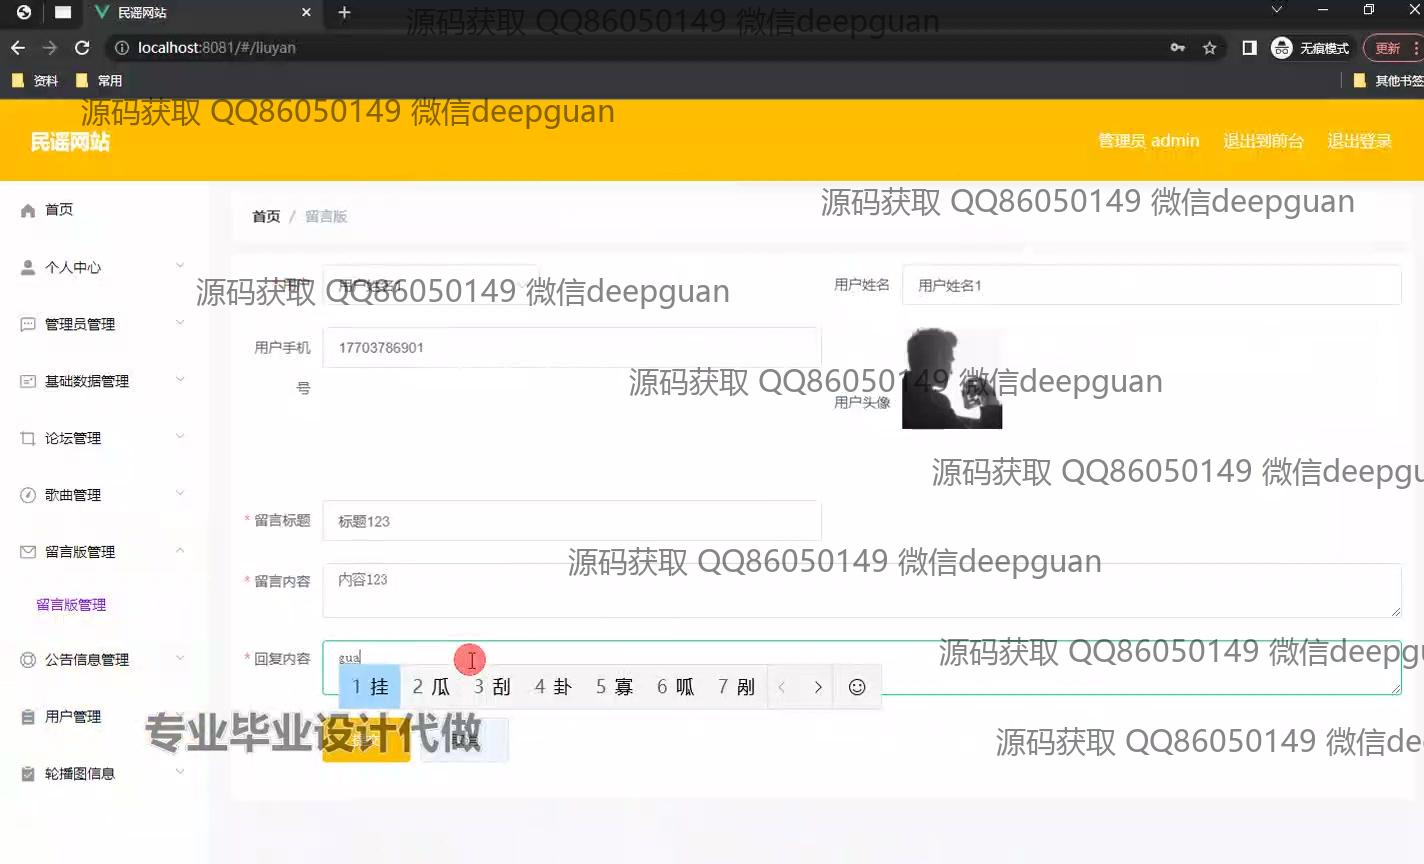 民谣网站
源码获取 QQ86050149 微信deepguan
localhost:8081/#/liuyan
无痕模式
更新
资料
常用
其他书签
源码获取 QQ86050149 微信deepguan
民谣网站
管理员 admin
退出到前台
退出登录
源码获取 QQ86050149 微信deepguan
首页
个人中心
管理员管理
基础数据管理
论坛管理
歌曲管理
留言版管理
留言版管理
公告信息管理
用户管理
轮播图信息
首页 / 留言版
* 用户
用户姓名1
源码获取 QQ86050149 微信deepguan
用户姓名
用户姓名1
用户手机号
17703786901
用户头像
源码获取 QQ86050149 微信deepguan
源码获取 QQ86050149 微信deepgu
* 留言标题
标题123
源码获取 QQ86050149 微信deepguan
* 留言内容
内容123
* 回复内容
gua
源码获取 QQ86050149 微信deepgu
1 挂 2 瓜 3 刮 4 卦 5 寡 6 呱 7 剐
提交
取消
专业毕业设计代做
源码获取 QQ86050149 微信de